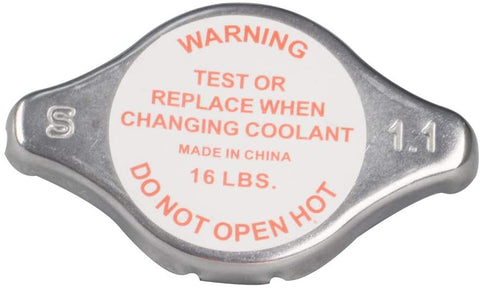 WARNING
TEST OR
REPLACE WHEN
CHANGING COOLANT
MADE IN CHINA
16 LBS.
DO NOT OPEN HOT
S
1.1